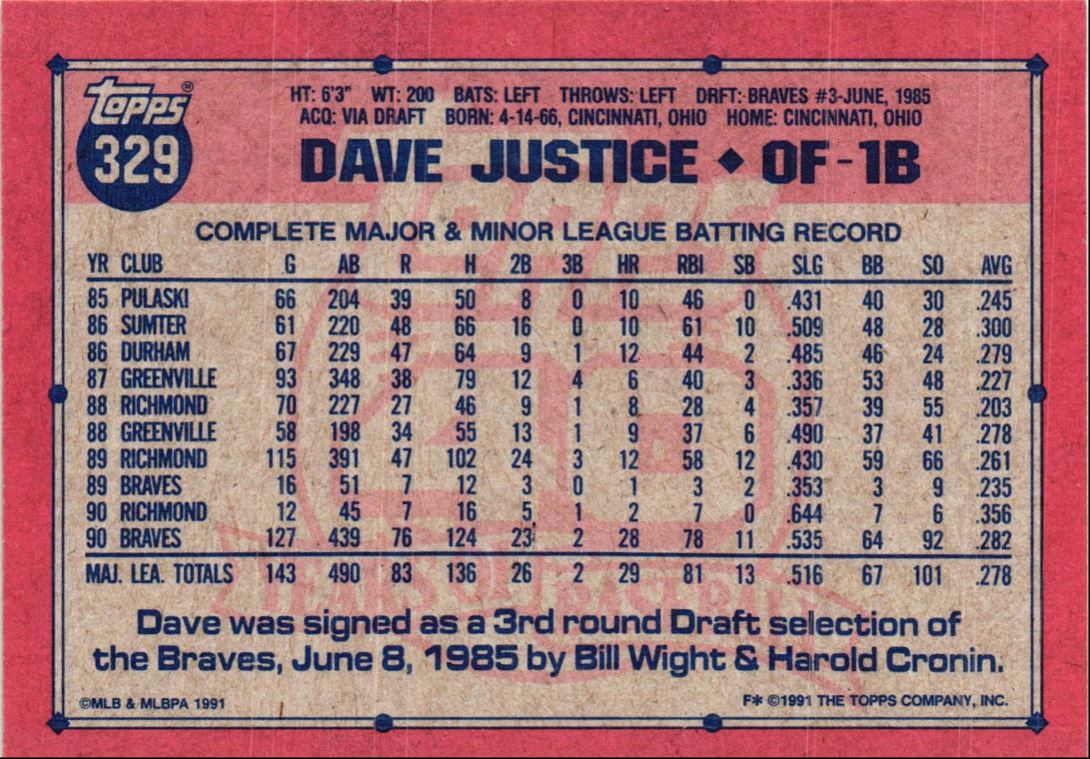 topps®
329
HT: 6'3" WT: 200 BATS: LEFT THROWS: LEFT DRFT: BRAVES #3-JUNE, 1985
ACQ: VIA DRAFT BORN: 4-14-66, CINCINNATI, OHIO HOME: CINCINNATI, OHIO
DAVE JUSTICE ◆ OF-1B
COMPLETE MAJOR & MINOR LEAGUE BATTING RECORD
YR CLUB G AB R H 2B 3B HR RBI SB SLG BB SO AVG
85 PULASKI 66 204 39 50 8 0 10 46 0 .431 40 30 .245
86 SUMTER 61 220 48 66 16 0 10 61 10 .509 48 28 .300
86 DURHAM 67 229 47 64 9 1 12 44 2 .485 46 24 .279
87 GREENVILLE 93 348 38 79 12 4 6 40 3 .336 53 48 .227
88 RICHMOND 70 227 27 46 9 1 8 28 4 .357 39 55 .203
88 GREENVILLE 58 198 34 55 13 1 9 37 6 .490 37 41 .278
89 RICHMOND 115 391 47 102 24 3 12 58 12 .430 59 66 .261
89 BRAVES 16 51 7 12 3 0 1 3 2 .353 3 9 .235
90 RICHMOND 12 45 7 16 5 1 2 7 0 .644 7 6 .356
90 BRAVES 127 439 76 124 23 2 28 78 11 .535 64 92 .282
MAJ. LEA. TOTALS 143 490 83 136 26 2 29 81 13 .516 67 101 .278
TOPPS
40
YEARS OF BASEBALL
Dave was signed as a 3rd round Draft selection of
the Braves, June 8, 1985 by Bill Wight & Harold Cronin.
©MLB & MLBPA 1991
F* ©1991 THE TOPPS COMPANY, INC.